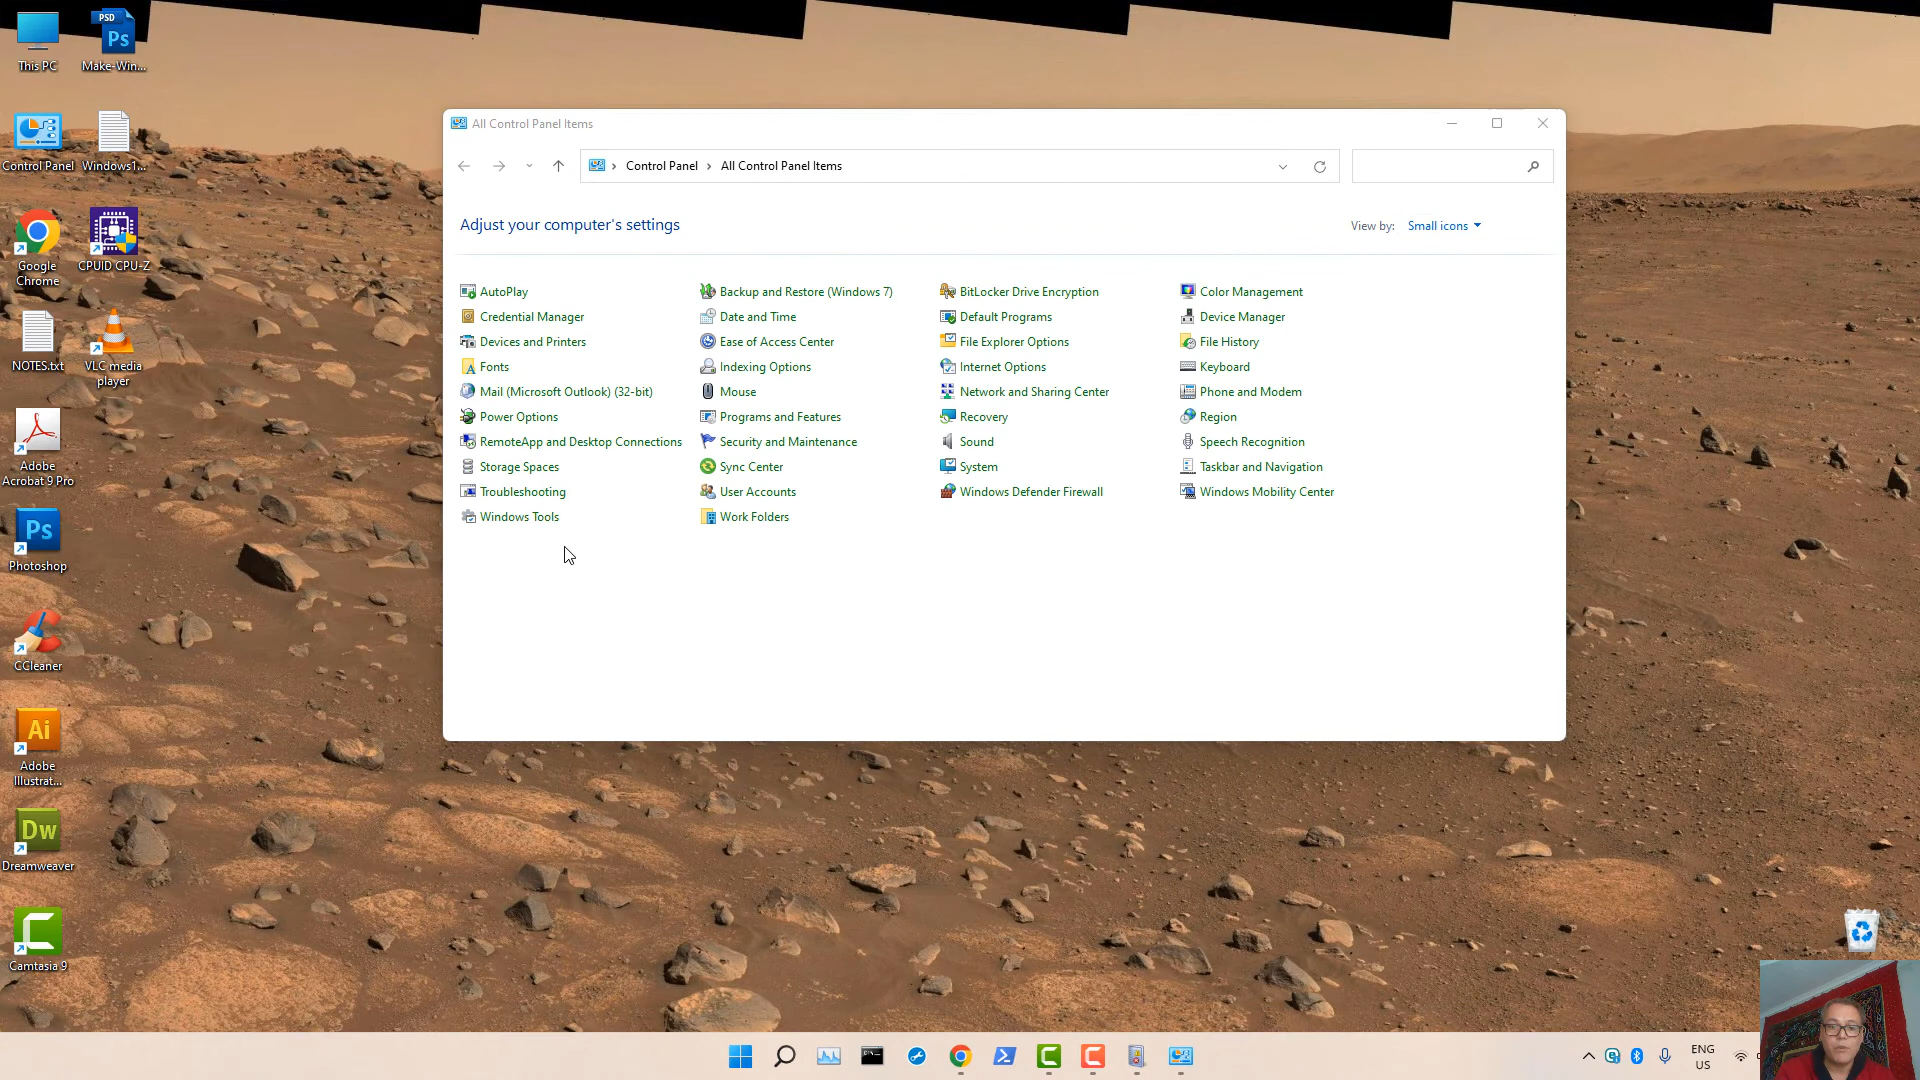 This PC
PSD
Ps
Make-Win...
Control Panel
Windows1...
Google
Chrome
CPUID CPU-Z
NOTES.txt
VLC media
player
Adobe
Acrobat 9 Pro
Ps
Photoshop
CCleaner
Ai
Adobe
Illustrat...
Dw
Dreamweaver
Camtasia 9
All Control Panel Items
Control Panel
All Control Panel Items
Adjust your computer's settings
View by:
Small icons
AutoPlay
Backup and Restore (Windows 7)
BitLocker Drive Encryption
Color Management
Credential Manager
Date and Time
Default Programs
Device Manager
Devices and Printers
Ease of Access Center
File Explorer Options
File History
Fonts
Indexing Options
Internet Options
Keyboard
Mail (Microsoft Outlook) (32-bit)
Mouse
Network and Sharing Center
Phone and Modem
Power Options
Programs and Features
Recovery
Region
RemoteApp and Desktop Connections
Security and Maintenance
Sound
Speech Recognition
Storage Spaces
Sync Center
System
Taskbar and Navigation
Troubleshooting
User Accounts
Windows Defender Firewall
Windows Mobility Center
Windows Tools
Work Folders
ENG
US